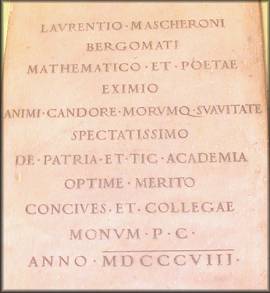 LAVRENTIO · MASCHERONI
BERGOMATI
MATHEMATICO · ET · POETAE
EXIMIO
ANIMI · CANDORE · MORVMQ · SVAVITATE
SPECTATISSIMO
DE · PATRIA · ET · TIC · ACADEMIA
OPTIME · MERITO
CONCIVES · ET · COLLEGAE
MONVM · P · C ·
ANNO · MDCCCVIII ·